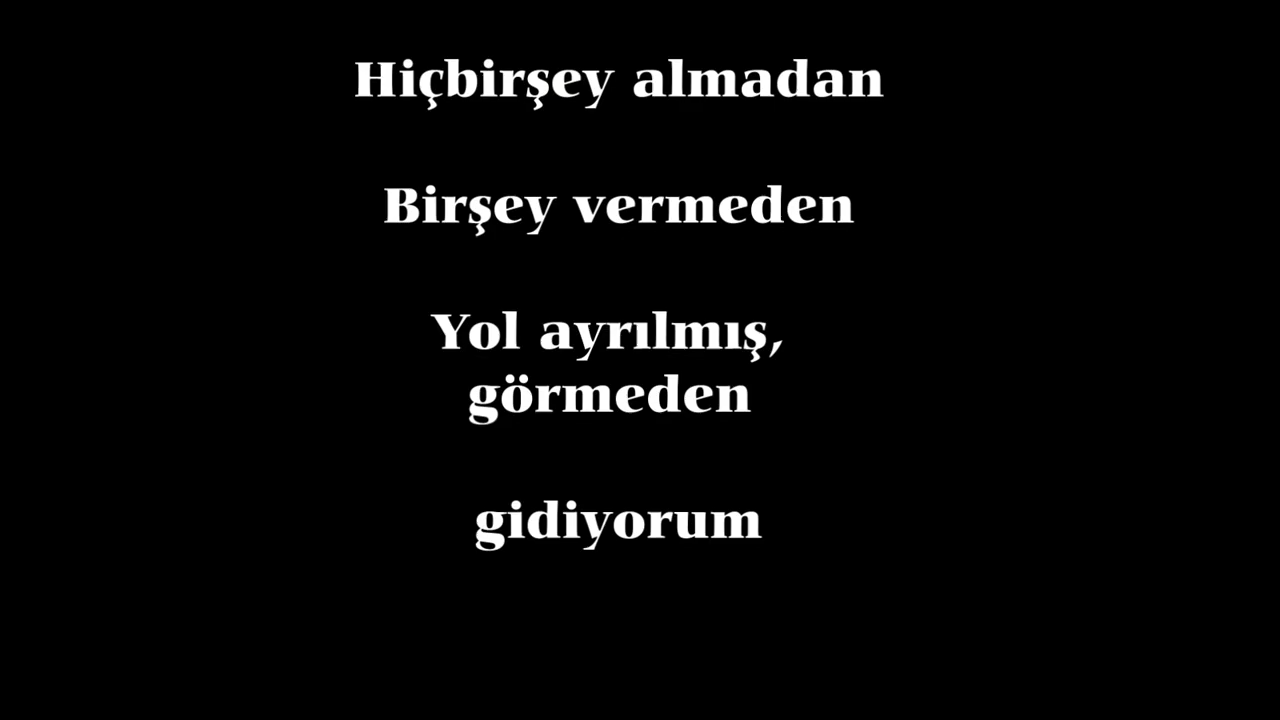 Hiçbirşey almadan
Birşey vermeden
Yol ayrılmış,
görmeden
gidiyorum